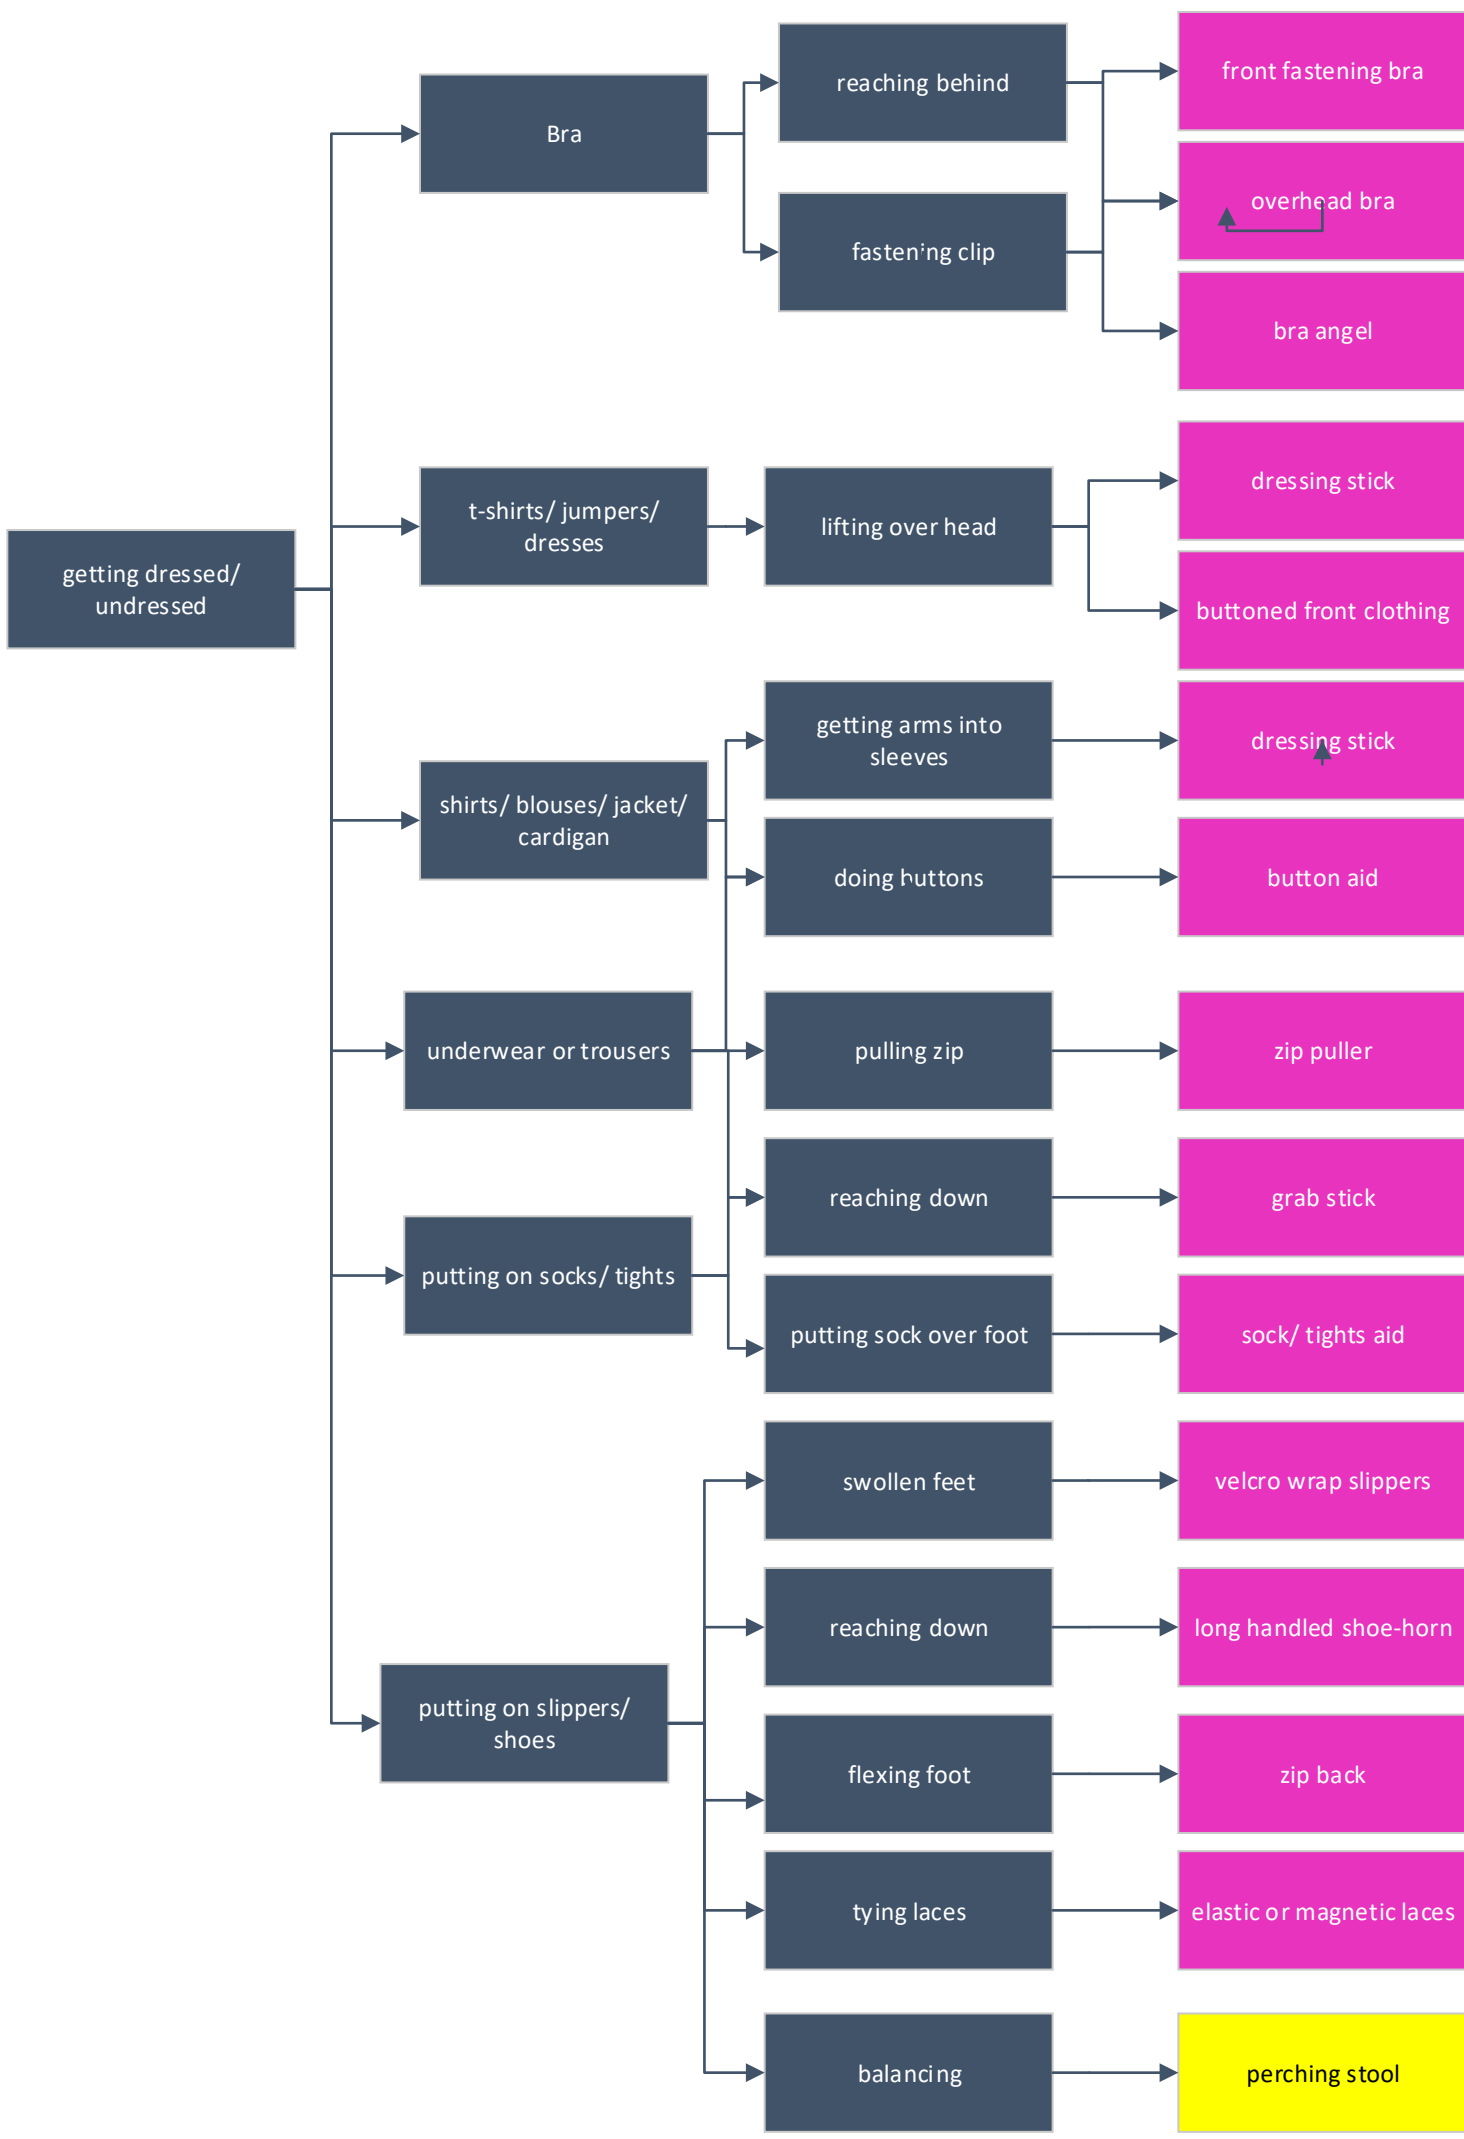 getting dressed/
undressed
Bra
reaching behind
fastening clip
front fastening bra
overhead bra
bra angel
t-shirts/ jumpers/
dresses
lifting over head
dressing stick
buttoned front clothing
shirts/ blouses/ jacket/
cardigan
getting arms into
sleeves
dressing stick
doing buttons
button aid
underwear or trousers
pulling zip
zip puller
reaching down
grab stick
putting on socks/ tights
putting sock over foot
sock/ tights aid
putting on slippers/
shoes
swollen feet
velcro wrap slippers
reaching down
long handled shoe-horn
flexing foot
zip back
tying laces
elastic or magnetic laces
balancing
perching stool